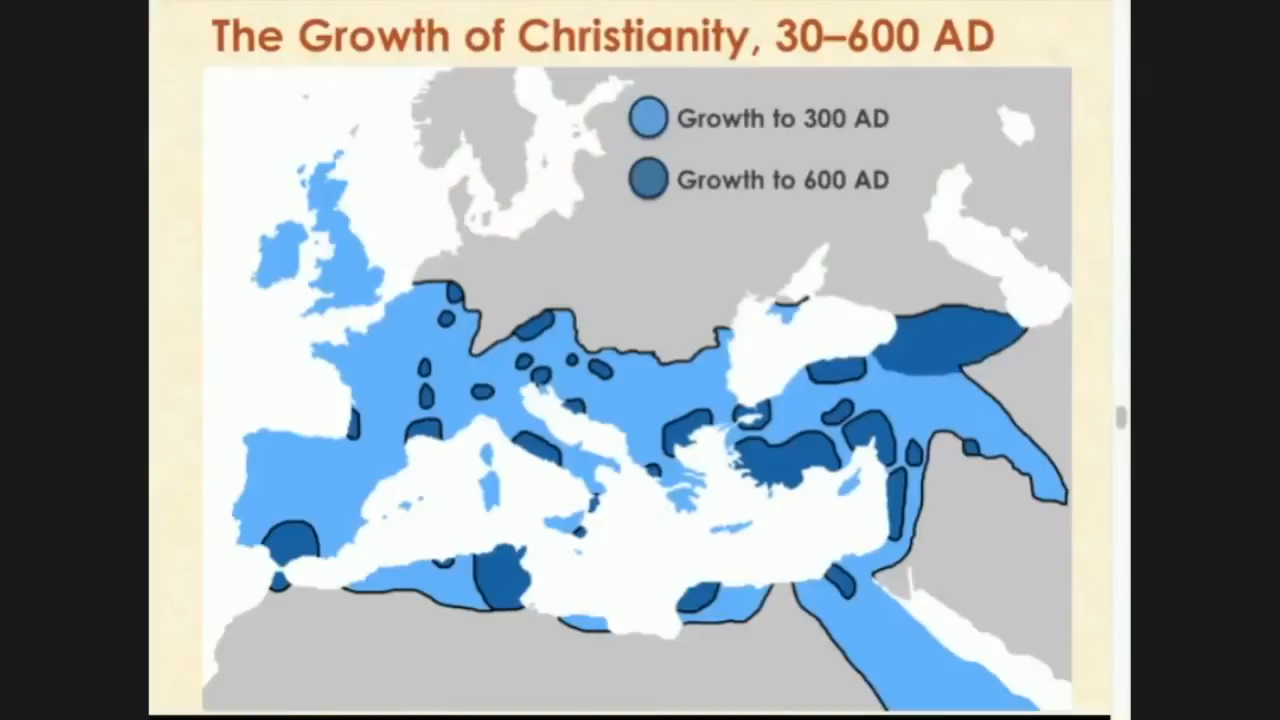 The Growth of Christianity, 30–600 AD
Growth to 300 AD
Growth to 600 AD